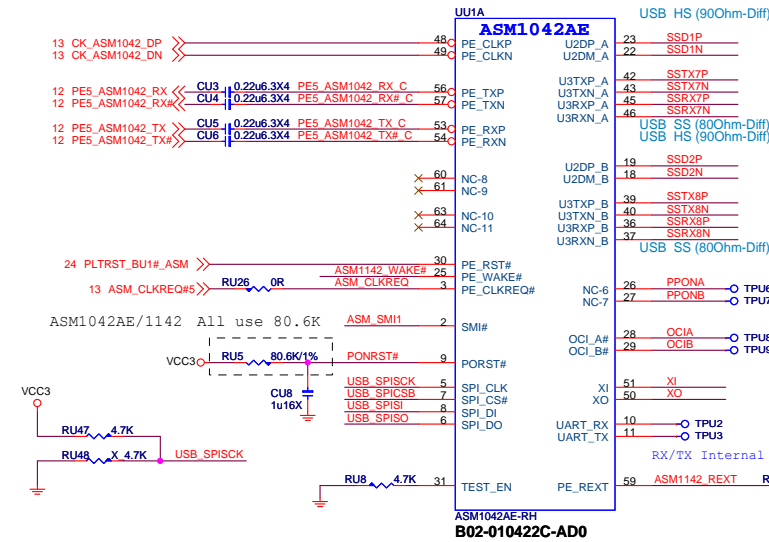 UU1A
USB HS (90Ohm-Diff)
ASM1042AE
13 CK_ASM1042_DP 48 PE_CLKP U2DP_A 23 SSD1P
13 CK_ASM1042_DN 49 PE_CLKN U2DM_A 22 SSD1N
U3TXP_A 42 SSTX7P
12 PE5_ASM1042_RX CU3 0.22u6.3X4 PE5_ASM1042_RX_C 56 PE_TXP U3TXN_A 43 SSTX7N
12 PE5_ASM1042_RX# CU4 0.22u6.3X4 PE5_ASM1042_RX#_C 57 PE_TXN U3RXP_A 45 SSRX7P
U3RXN_A 46 SSRX7N
12 PE5_ASM1042_TX CU5 0.22u6.3X4 PE5_ASM1042_TX_C 53 PE_RXP USB SS (80Ohm-Diff)
12 PE5_ASM1042_TX# CU6 0.22u6.3X4 PE5_ASM1042_TX#_C 54 PE_RXN USB HS (90Ohm-Diff)
U2DP_B 19 SSD2P
60 NC-8 U2DM_B 18 SSD2N
61 NC-9
U3TXP_B 39 SSTX8P
63 NC-10 U3TXN_B 40 SSTX8N
64 NC-11 U3RXP_B 36 SSRX8P
U3RXN_B 37 SSRX8N
USB SS (80Ohm-Diff)
24 PLTRST_BU1#_ASM 30 PE_RST#
ASM1142_WAKE# 25 PE_WAKE#
13 ASM_CLKREQ#5 RU26 0R ASM_CLKREQ 3 PE_CLKREQ# NC-6 26 PPONA TPU6
NC-7 27 PPONB TPU7
ASM1042AE/1142 All use 80.6K ASM_SMI1 2 SMI#
OCI_A# 28 OCIA TPU8
OCI_B# 29 OCIB TPU9
VCC3 RU5 80.6K/1% PONRST# 9 PORST#
CU8 1u16X
USB_SPISCK 5 SPI_CLK XI 51 XI
USB_SPICSB 7 SPI_CS# XO 50 XO
USB_SPISI 8 SPI_DI
USB_SPISO 6 SPI_DO UART_RX 10 TPU2
UART_TX 11 TPU3
VCC3
RU47 4.7K
RU48 X_4.7K USB_SPISCK
RX/TX Internal
RU8 4.7K 31 TEST_EN PE_REXT 59 ASM1142_REXT R
ASM1042AE-RH
B02-010422C-AD0